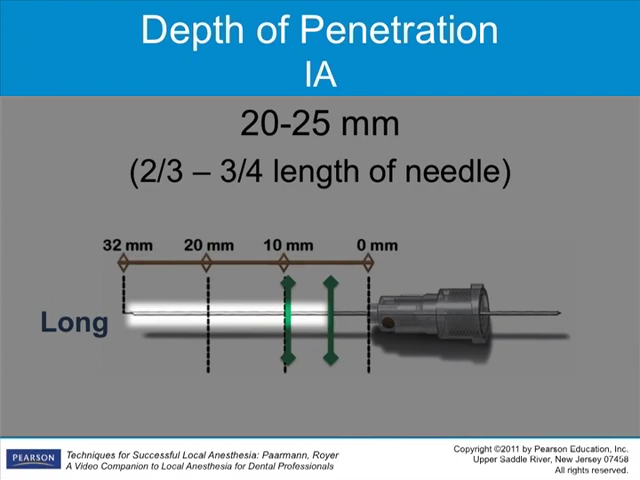 Depth of Penetration
IA
20-25 mm
(2/3 – 3/4 length of needle)
32 mm 20 mm 10 mm 0 mm
Long
PEARSON
Techniques for Successful Local Anesthesia: Paarmann, Royer
A Video Companion to Local Anesthesia for Dental Professionals
Copyright ©2011 by Pearson Education, Inc.
Upper Saddle River, New Jersey 07458
All rights reserved.